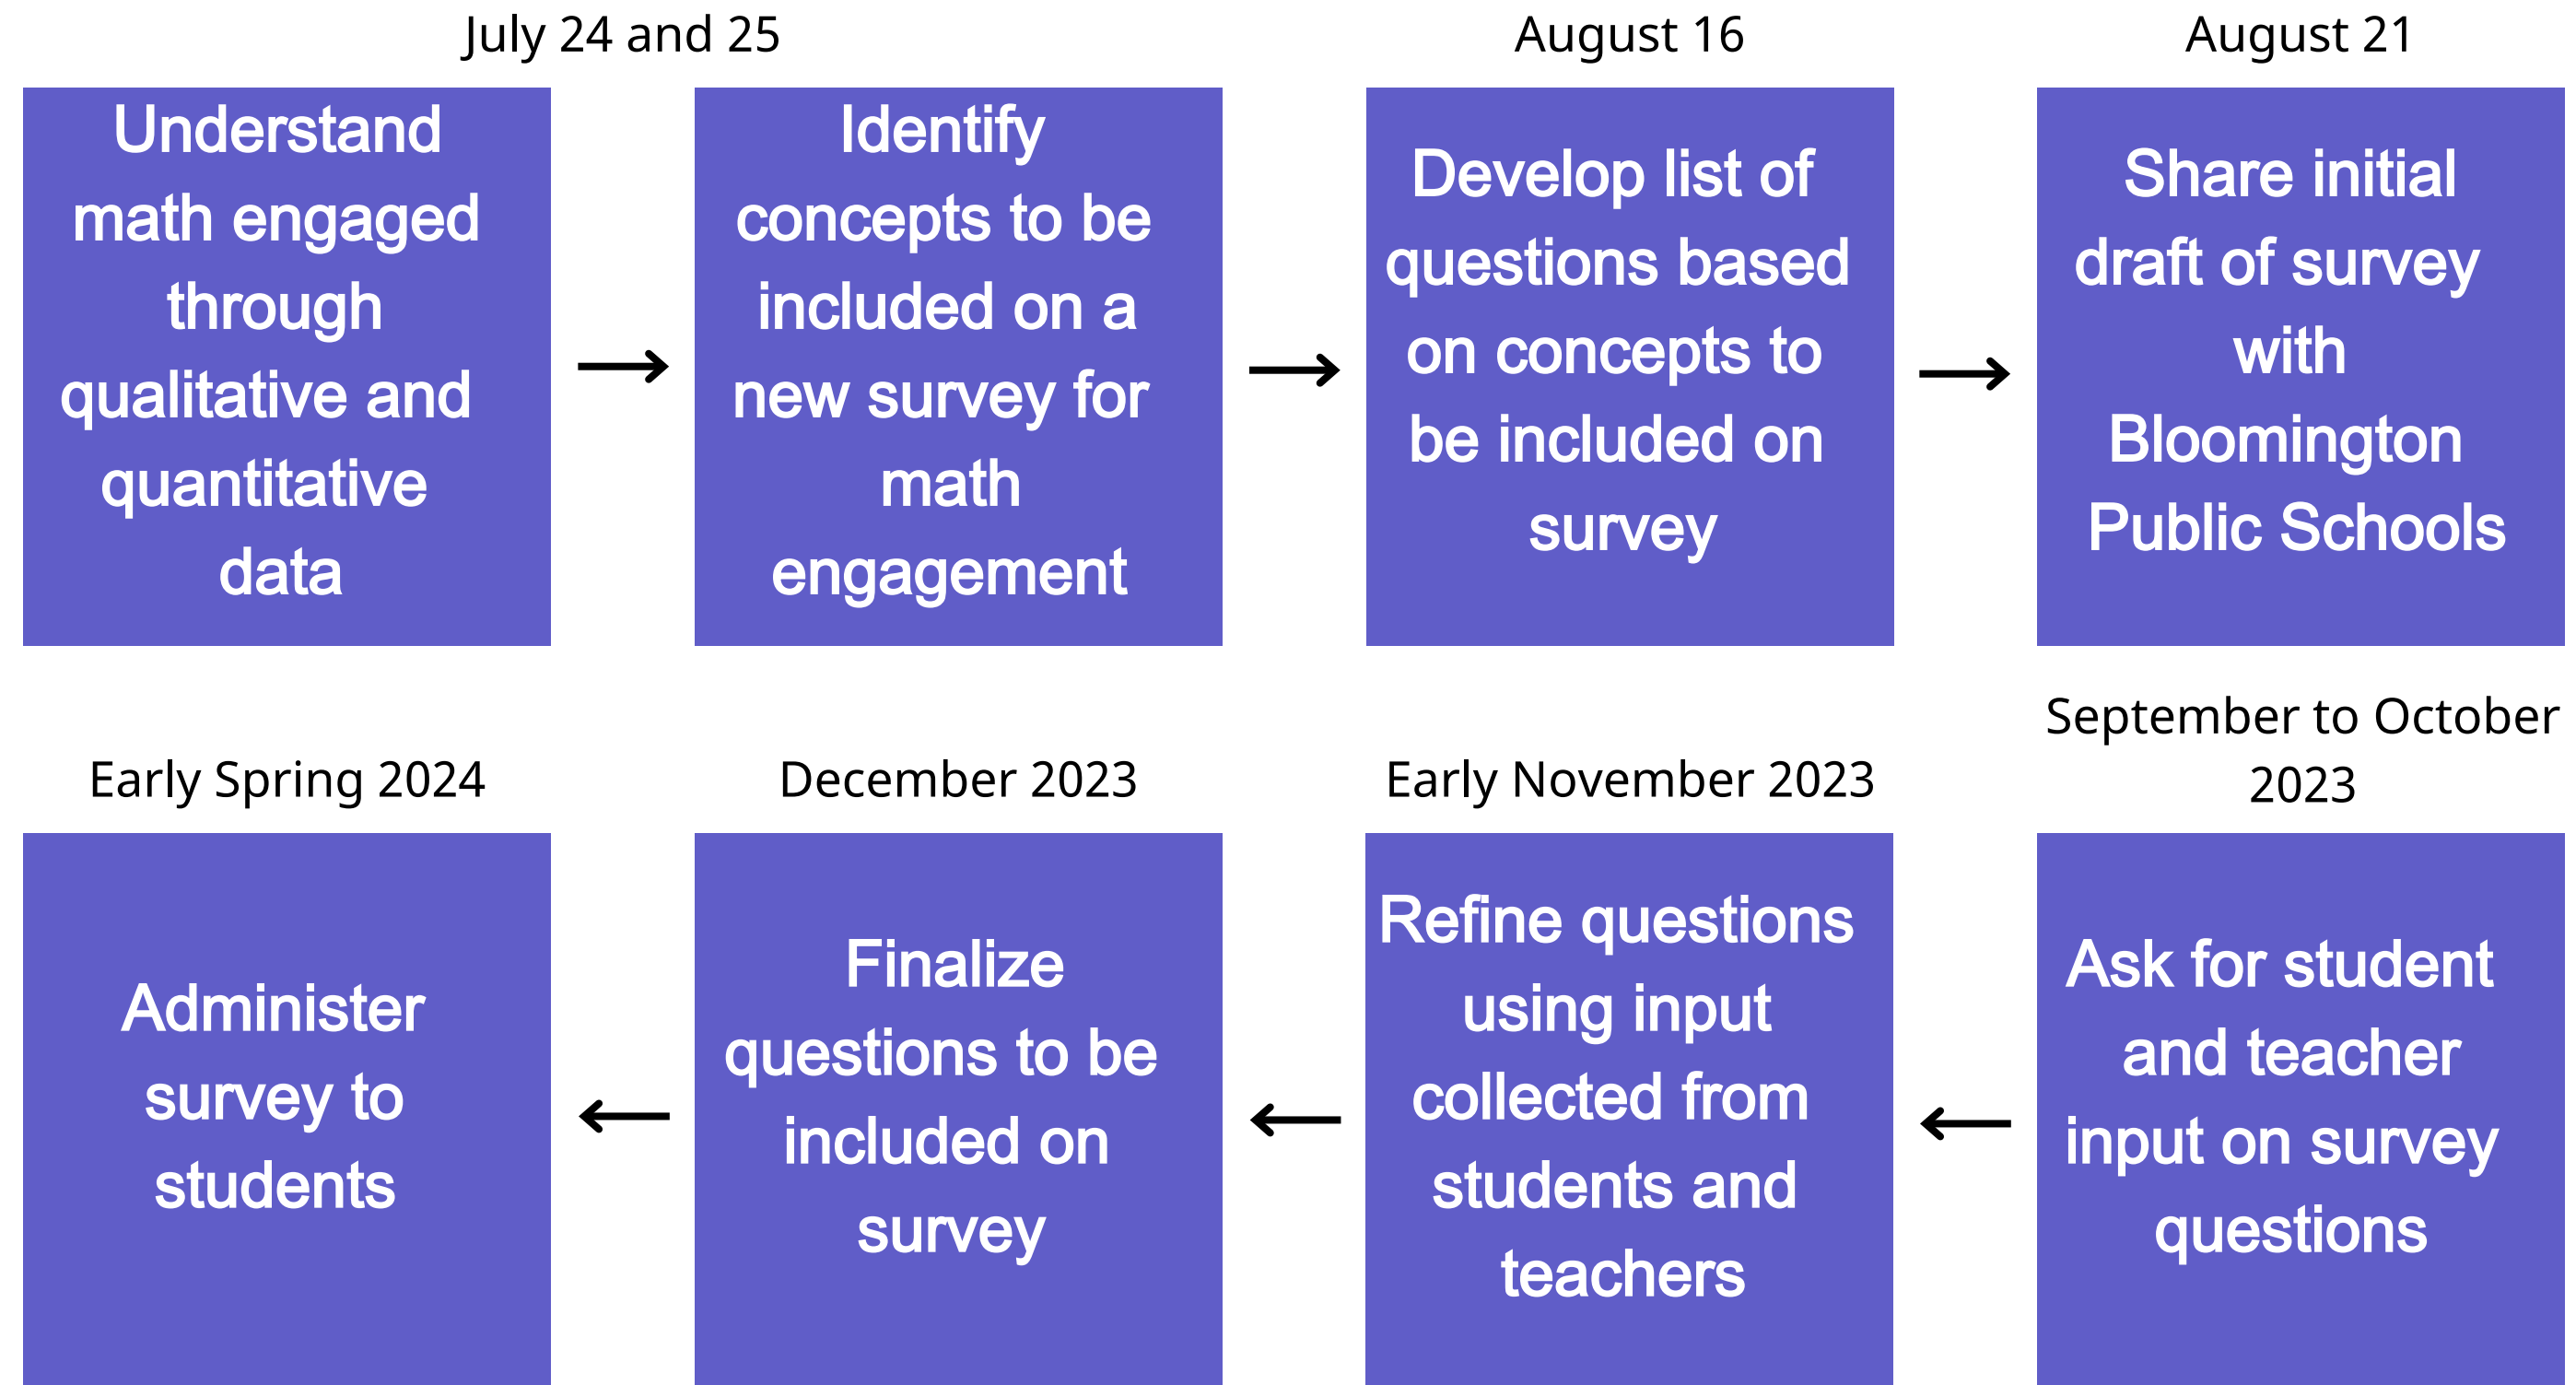 July 24 and 25
Understand
math engaged
through
qualitative and
quantitative
data
Identify
concepts to be
included on a
new survey for
math
engagement
August 16
Develop list of
questions based
on concepts to
be included on
survey
August 21
Share initial
draft of survey
with
Bloomington
Public Schools
September to October
2023
Ask for student
and teacher
input on survey
questions
Early November 2023
Refine questions
using input
collected from
students and
teachers
December 2023
Finalize
questions to be
included on
survey
Early Spring 2024
Administer
survey to
students